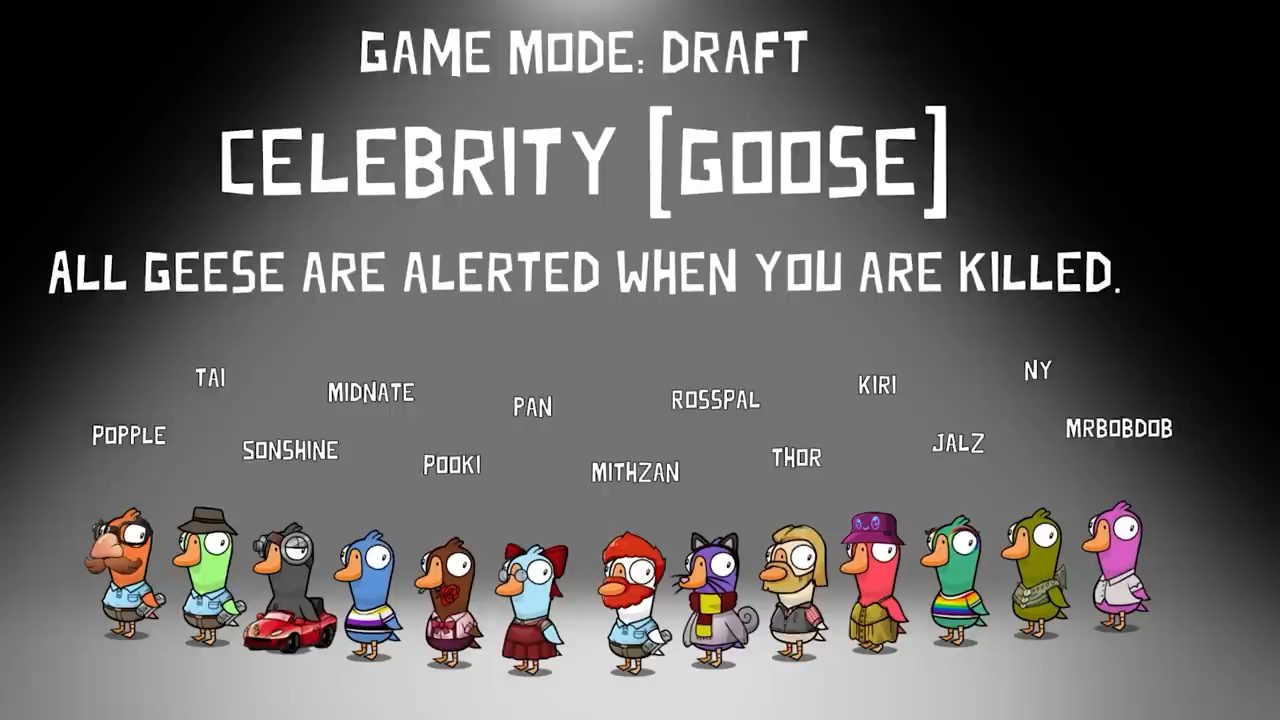 GAME MODE: DRAFT
CELEBRITY [GOOSE]
ALL GEESE ARE ALERTED WHEN YOU ARE KILLED.
TAI
MIDNATE
PAN
ROSSPAL
KIRI
NY
POPPLE
SONSHINE
POOKI
MITHZAN
THOR
JALZ
MRBOBDOB